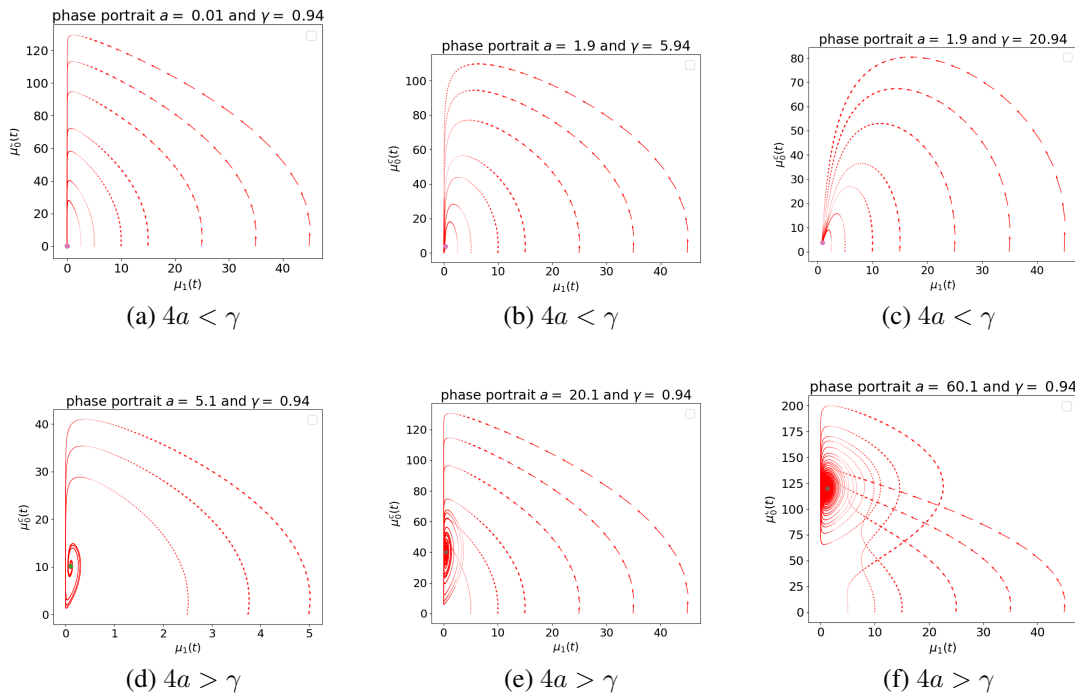 phase portrait a = 0.01 and γ = 0.94
120
100
80
60
40
20
0
μ₀ᶜ(t)
0 10 20 30 40
μ₁(t)
(a) 4a < γ
phase portrait a = 1.9 and γ = 5.94
100
80
60
40
20
0
μ₀ᶜ(t)
0 10 20 30 40
μ₁(t)
(b) 4a < γ
phase portrait a = 1.9 and γ = 20.94
80
70
60
50
40
30
20
10
0
μ₀ᶜ(t)
0 10 20 30 40
μ₁(t)
(c) 4a < γ
phase portrait a = 5.1 and γ = 0.94
40
30
20
10
0
μ₀ᶜ(t)
0 1 2 3 4 5
μ₁(t)
(d) 4a > γ
phase portrait a = 20.1 and γ = 0.94
120
100
80
60
40
20
0
μ₀ᶜ(t)
0 10 20 30 40
μ₁(t)
(e) 4a > γ
phase portrait a = 60.1 and γ = 0.94
200
175
150
125
100
75
50
25
0
μ₀ᶜ(t)
0 10 20 30 40
μ₁(t)
(f) 4a > γ